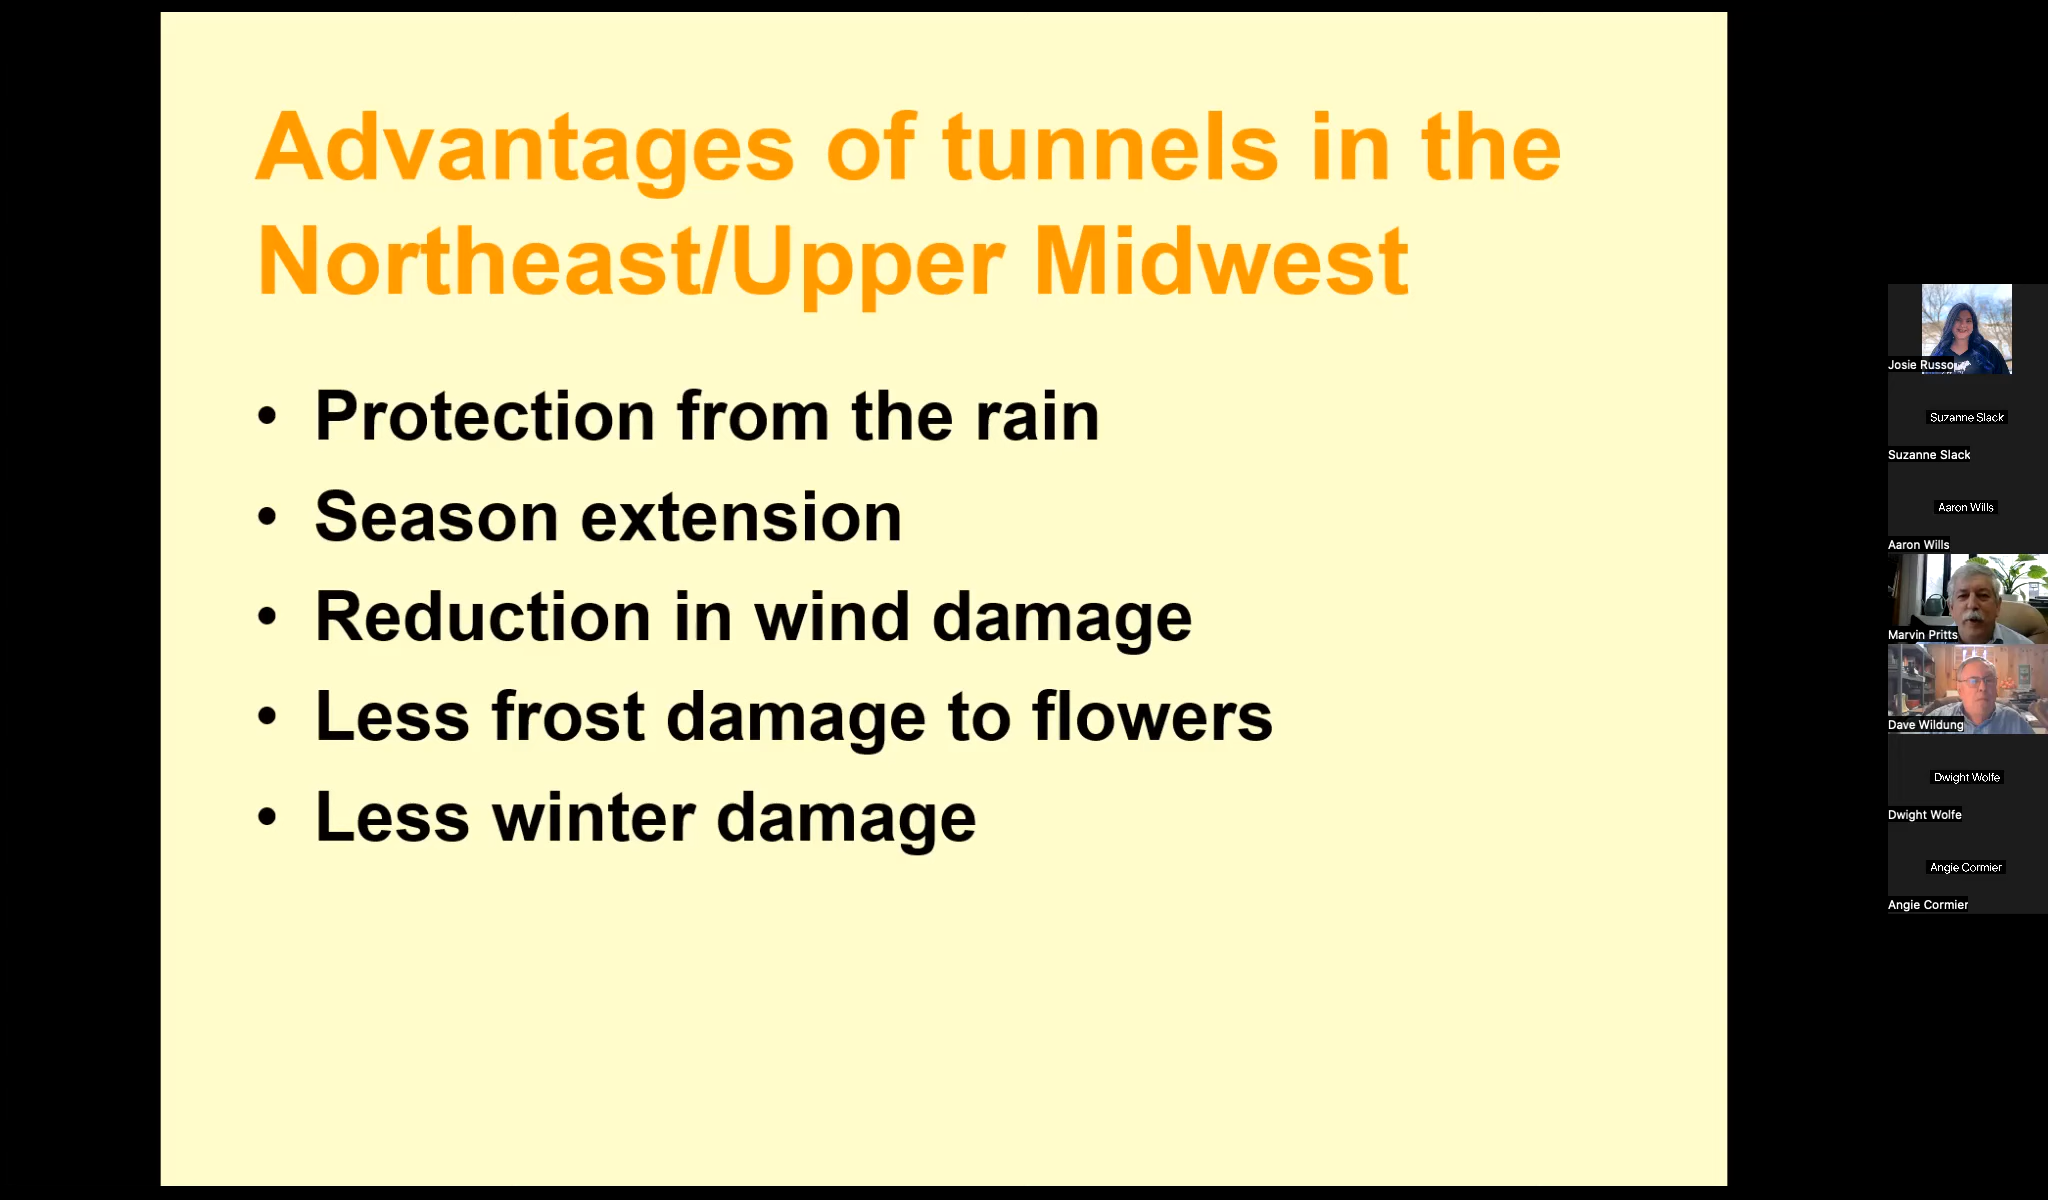 Advantages of tunnels in the
Northeast/Upper Midwest
• Protection from the rain
• Season extension
• Reduction in wind damage
• Less frost damage to flowers
• Less winter damage
Josie Russo
Suzanne Slack
Suzanne Slack
Aaron Wills
Aaron Wills
Marvin Pritts
Dave Wildung
Dwight Wolfe
Dwight Wolfe
Angie Cormier
Angie Cormier